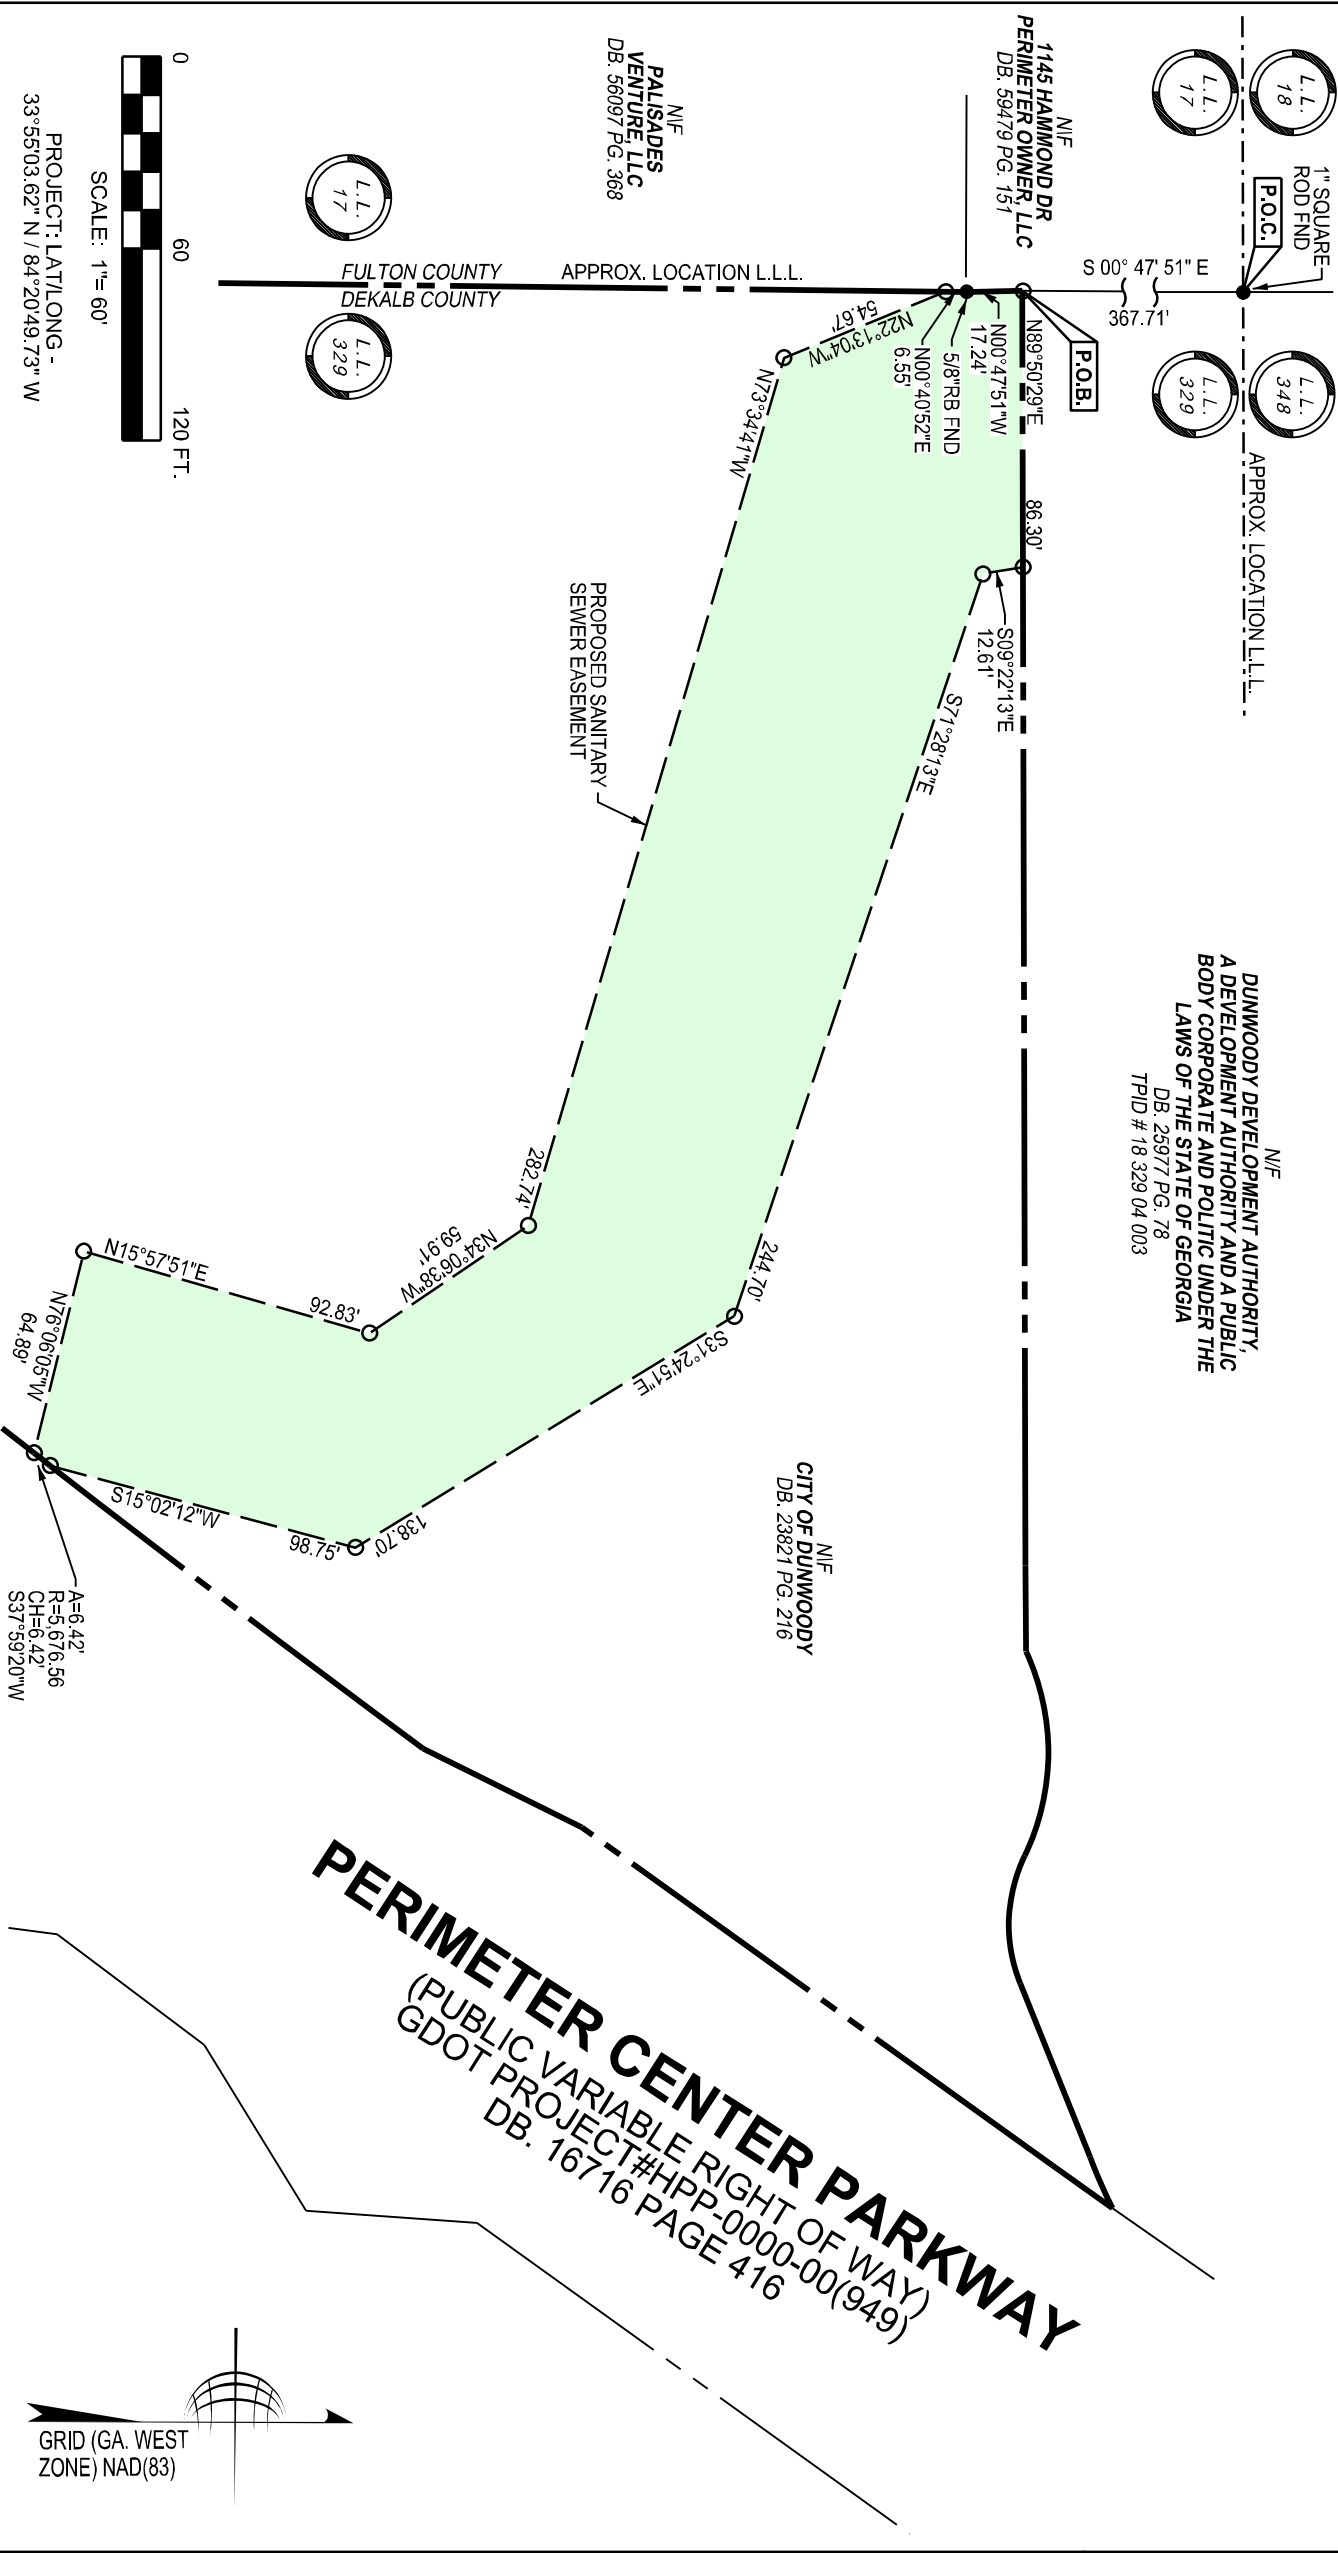 L.L.
18
L.L.
17
1" SQUARE
ROD FND
P.O.C.
L.L.
348
L.L.
329
APPROX. LOCATION L.L.L.
N\F
1145 HAMMOND DR
PERIMETER OWNER, LLC
DB. 59479 PG. 151
S 00° 47' 51" E
367.71'
P.O.B.
N89°50'29"E
86.30'
N00°47'51"W
17.24'
5/8"RB FND
N00°40'52"E
6.55'
S09°22'13"E
12.61'
N22°13'04"W
54.67'
N73°34'41"W
282.74'
S71°28'13"E
244.70'
N/F
DUNWOODY DEVELOPMENT AUTHORITY,
A DEVELOPMENT AUTHORITY AND A PUBLIC
BODY CORPORATE AND POLITIC UNDER THE
LAWS OF THE STATE OF GEORGIA
DB. 25977 PG. 78
TPID # 18 329 04 003
N\F
PALISADES
VENTURE, LLC
DB. 56097 PG. 368
APPROX. LOCATION L.L.L.
FULTON COUNTY
DEKALB COUNTY
L.L.
17
L.L.
329
PROPOSED SANITARY
SEWER EASEMENT
N34°06'38"W
59.91'
N15°57'51"E
92.83'
N76°06'05"W
64.89'
S31°24'51"E
138.70'
S15°02'12"W
98.75'
A=6.42'
R=5,676.56
CH=6.42'
S37°59'20"W
N\F
CITY OF DUNWOODY
DB. 23821 PG. 216
PERIMETER CENTER PARKWAY
(PUBLIC VARIABLE RIGHT OF WAY)
GDOT PROJECT#HPP-0000-00(949)
DB. 16716 PAGE 416
0 60 120 FT.
SCALE: 1"= 60'
PROJECT: LAT/LONG -
33°55'03.62" N / 84°20'49.73" W
GRID (GA. WEST
ZONE) NAD(83)